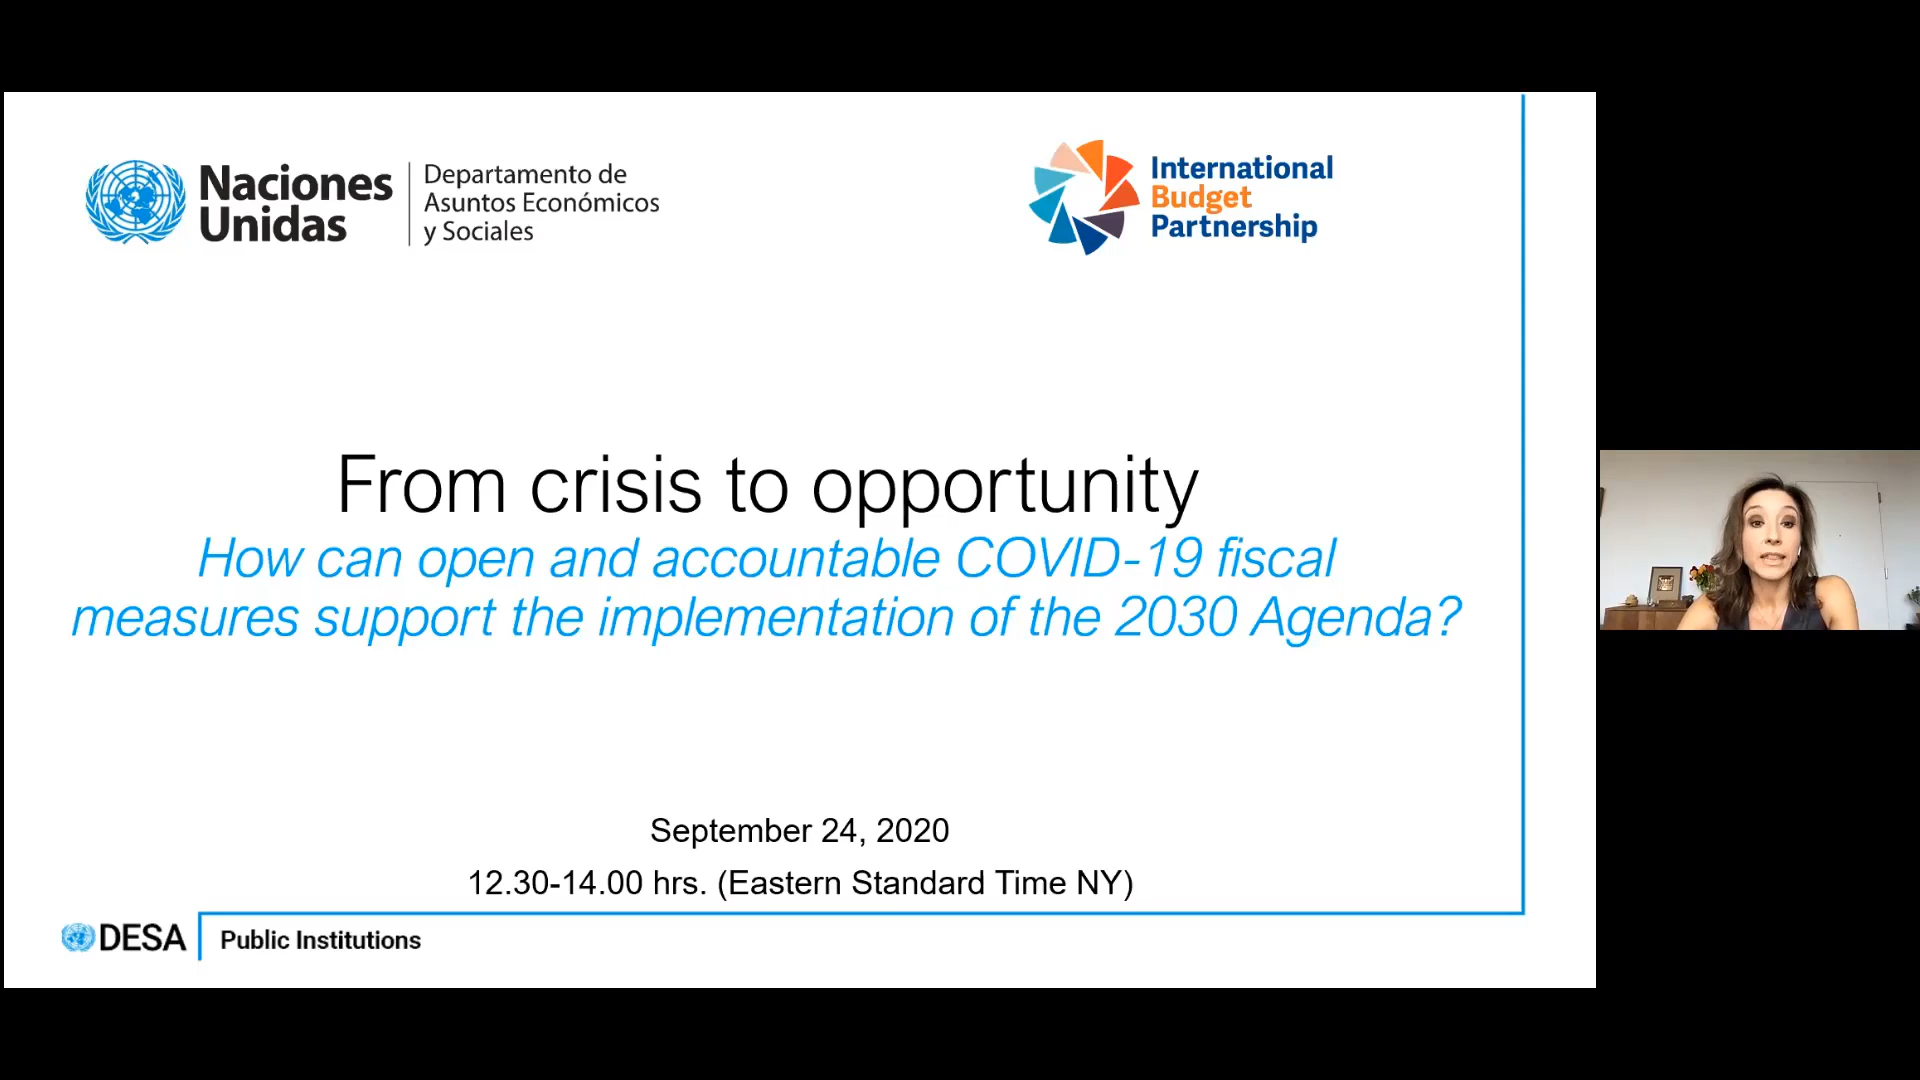 Naciones
Unidas
Departamento de
Asuntos Económicos
y Sociales
International
Budget
Partnership
From crisis to opportunity
How can open and accountable COVID-19 fiscal
measures support the implementation of the 2030 Agenda?
September 24, 2020
12.30-14.00 hrs. (Eastern Standard Time NY)
DESA
Public Institutions